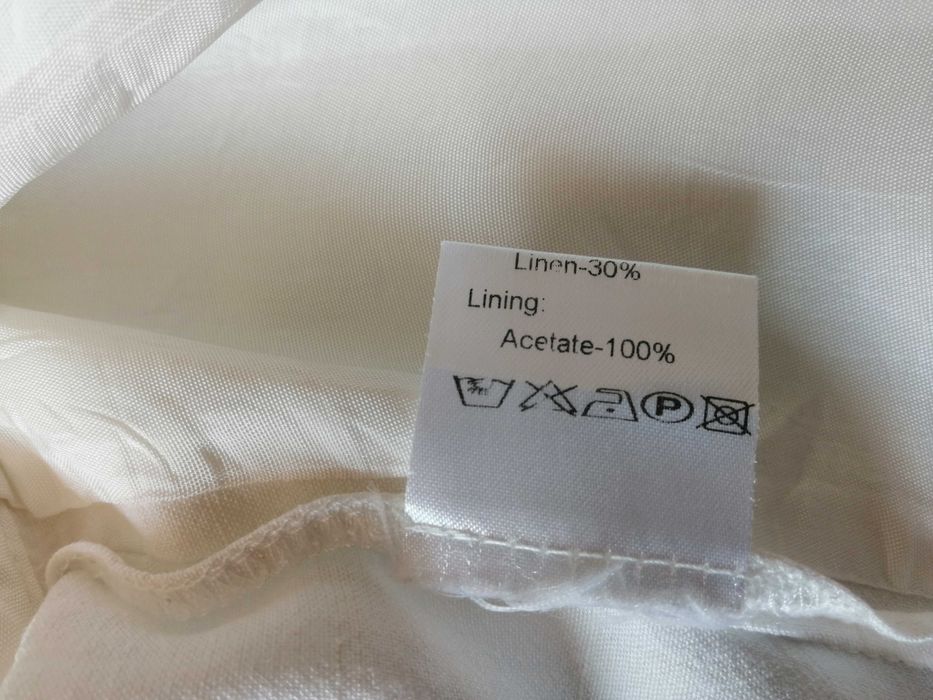 Linen-30%
Lining:
Acetate-100%
P